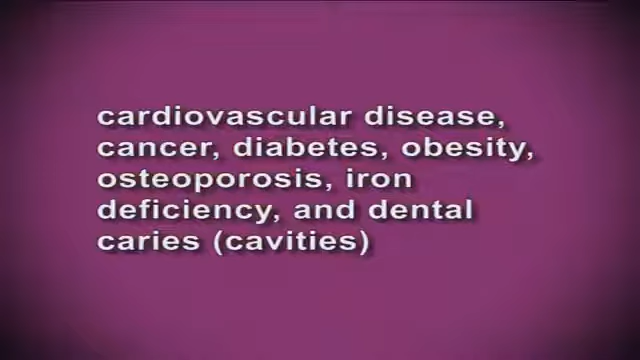 cardiovascular disease,
cancer, diabetes, obesity,
osteoporosis, iron
deficiency, and dental
caries (cavities)